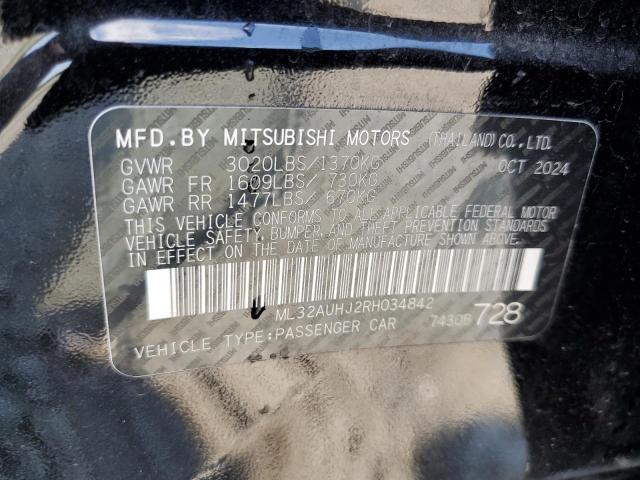 MFD.BY MITSUBISHI MOTORS (THAILAND)CO.,LTD.
GVWR 3020LBS/1370KG OCT 2024
GAWR FR 1609LBS/ 730KG
GAWR RR 1477LBS/ 670KG
THIS VEHICLE CONFORMS TO ALL APPLICABLE FEDERAL MOTOR
VEHICLE SAFETY, BUMPER, AND THEFT PREVENTION STANDARDS
IN EFFECT ON THE DATE OF MANUFACTURE SHOWN ABOVE.
ML32AUHJ2RH034842
VEHICLE TYPE:PASSENGER CAR 7430B 728